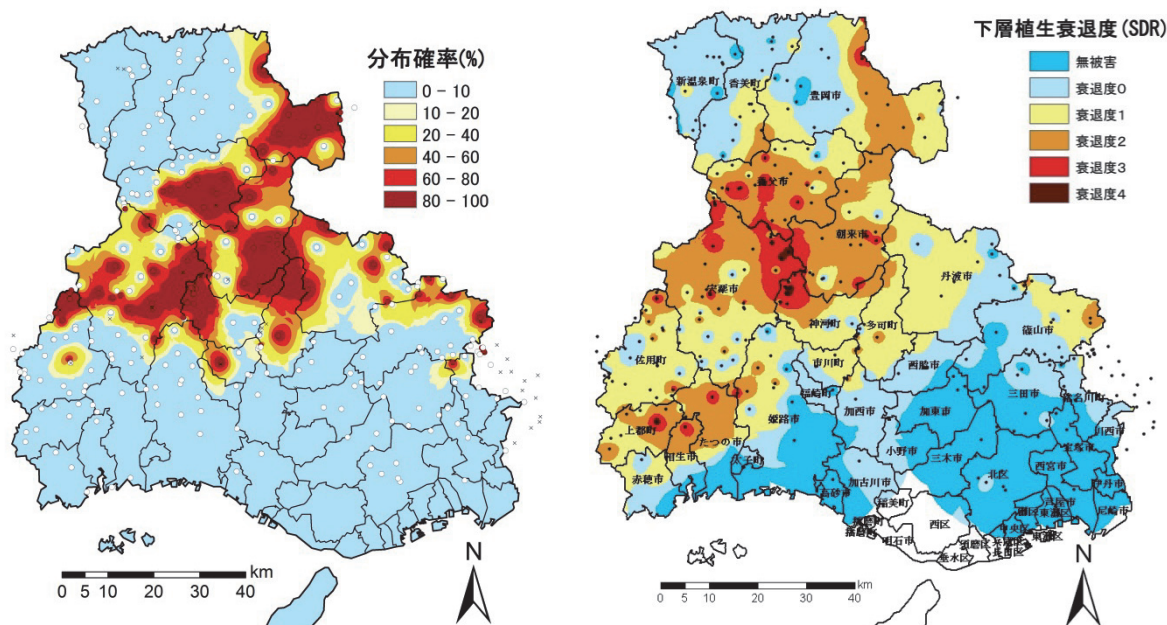 分布確率(%)
0 - 10
10 - 20
20 - 40
40 - 60
60 - 80
80 - 100
N
km
0 5 10 20 30 40
下層植生衰退度(SDR)
無被害
衰退度0
衰退度1
衰退度2
衰退度3
衰退度4
新温泉町
香美町
豊岡市
養父市
朝来市
丹波市
宍粟市
神河町
多可町
篠山市
佐用町
市川町
西脇市
福崎町
加西市
加東市
三田市
猪名川町
上郡町
姫路市
川西市
たつの市
相生市
小野市
三木市
宝塚市
太子町
北区
西宮市
赤穂市
加古川市
伊丹市
高砂市
稲美町
芦屋市
尼崎市
灘区
東灘区
西区
中央区
播磨町
明石市
須磨区
垂水区
N
km
0 5 10 20 30 40